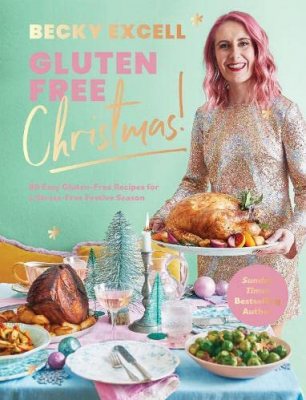 BECKY EXCELL
GLUTEN
FREE
Christmas!
80 Easy Gluten-Free Recipes for
a Stress-Free Festive Season
Sunday
Times
Bestselling
Author